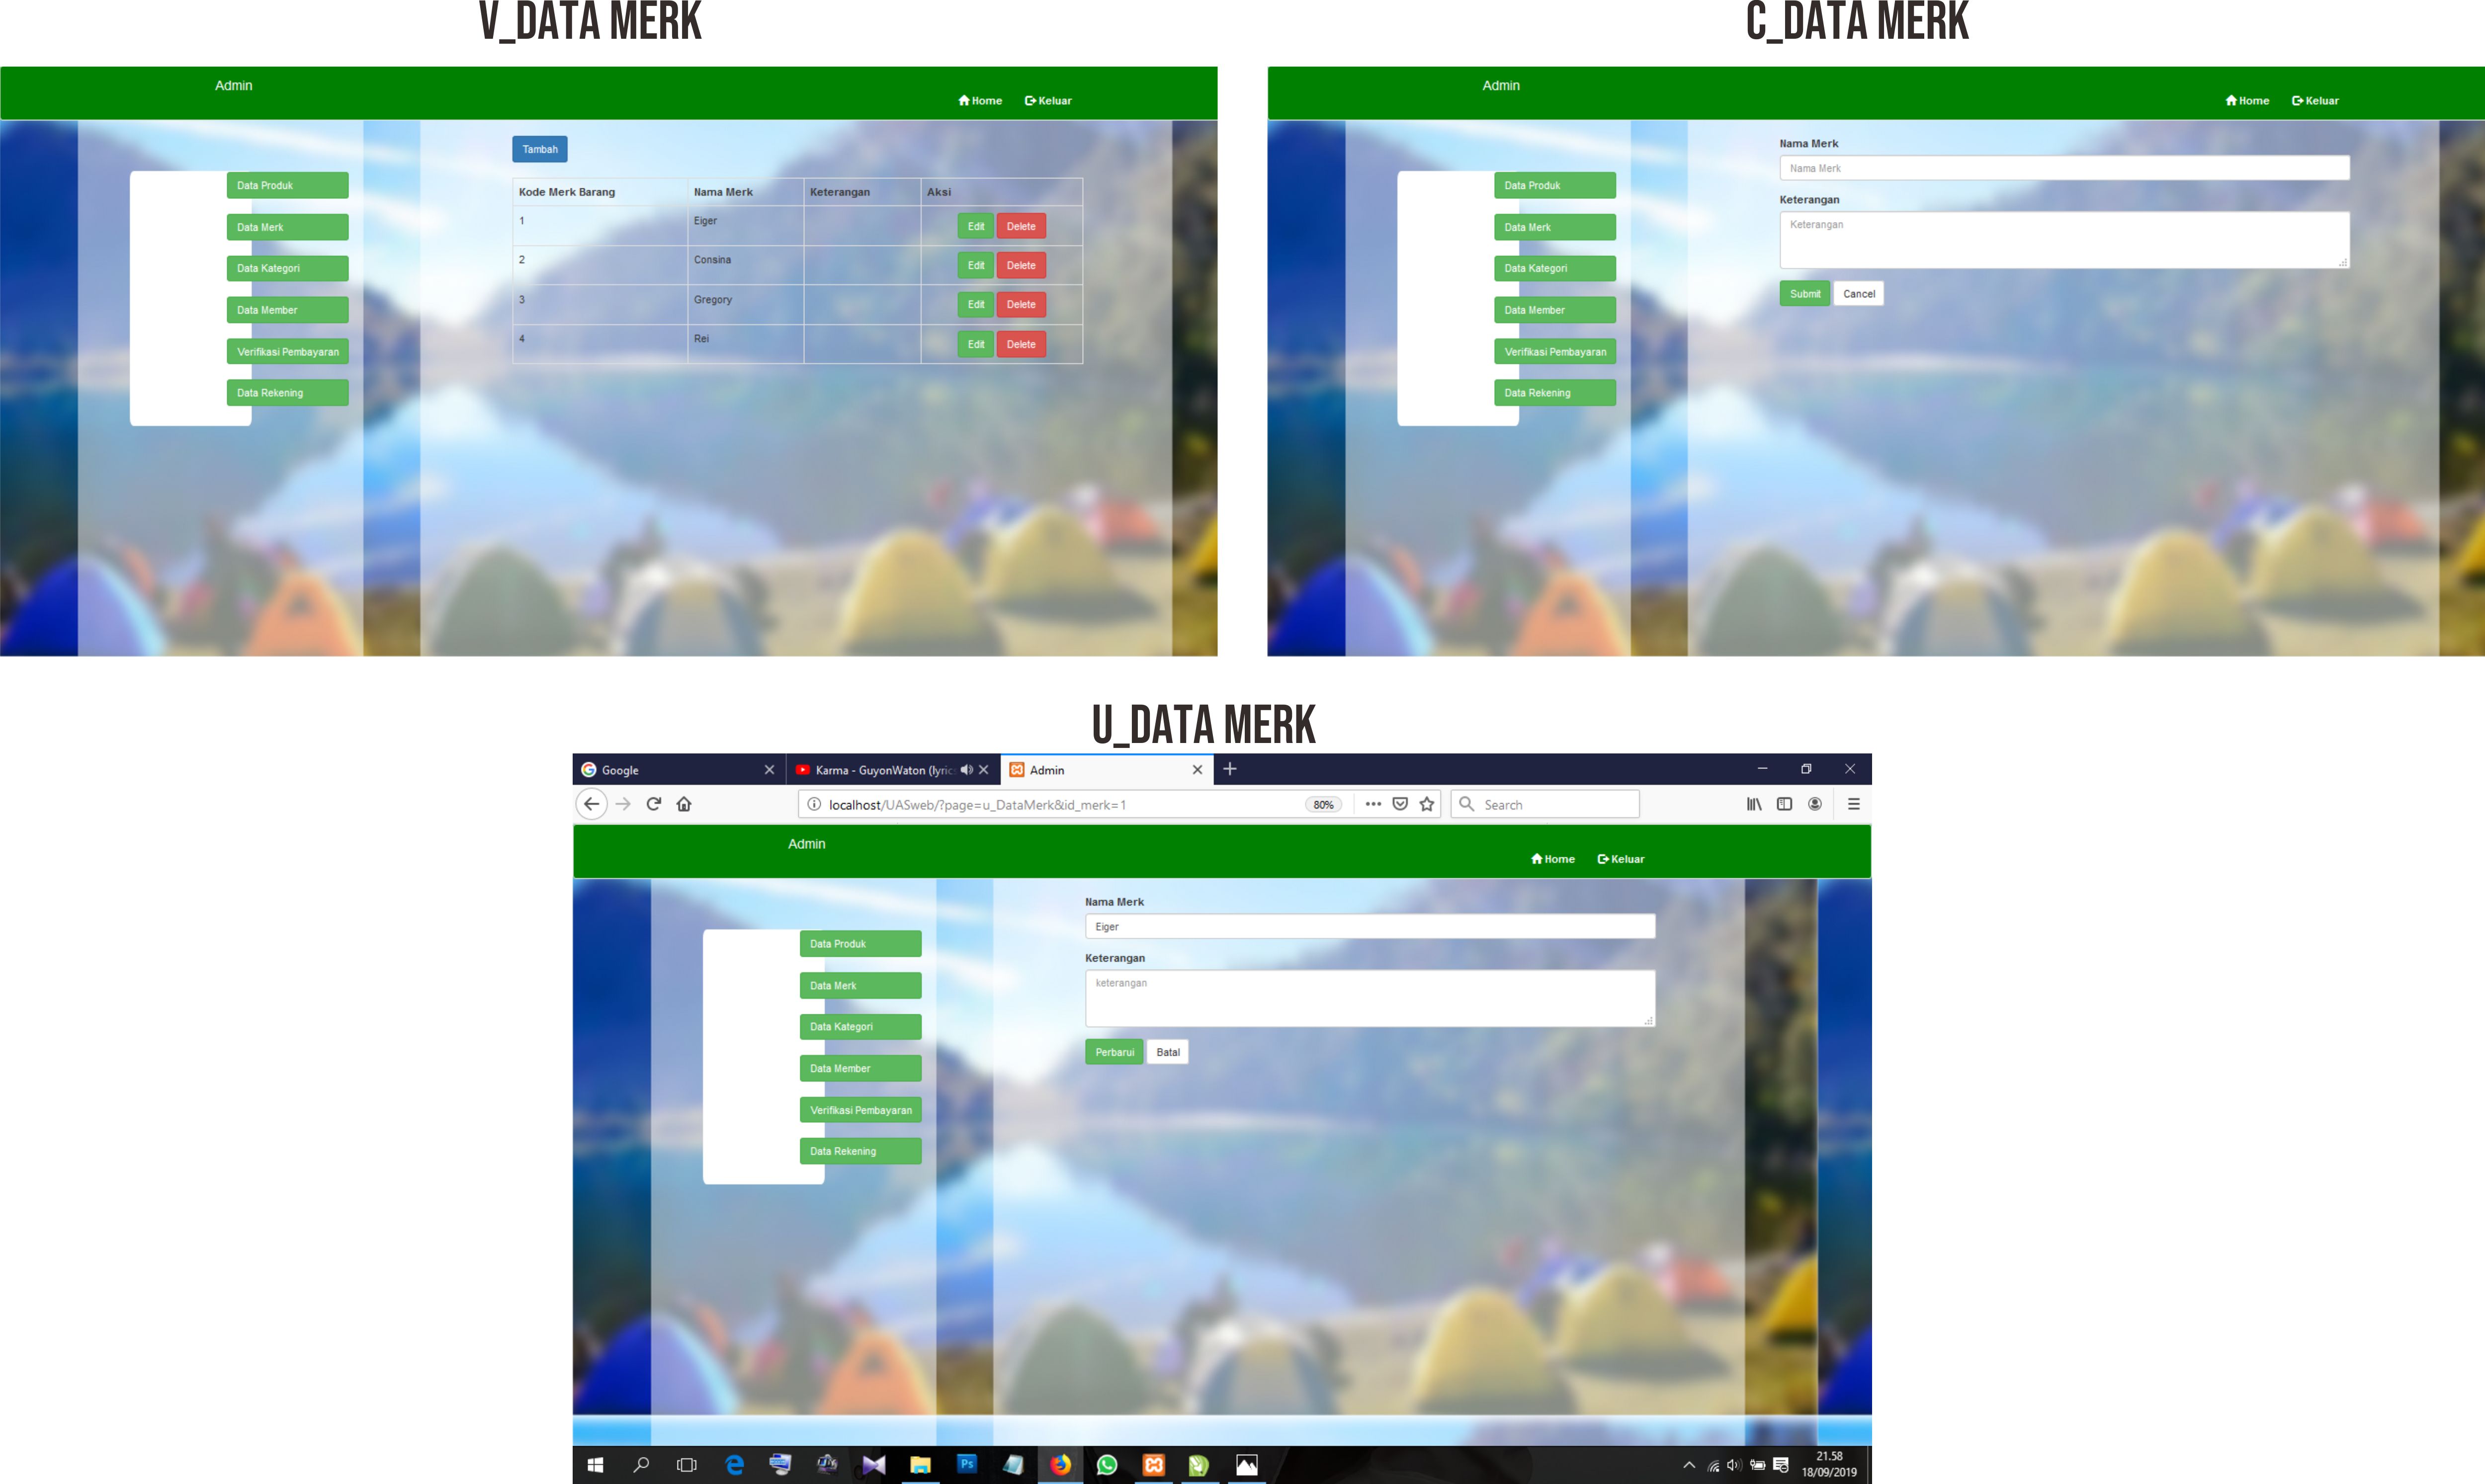 V_DATA MERK
Admin
Home Keluar
Data Produk
Data Merk
Data Kategori
Data Member
Verifikasi Pembayaran
Data Rekening
Tambah
Kode Merk Barang Nama Merk Keterangan Aksi
1 Eiger Edit Delete
2 Consina Edit Delete
3 Gregory Edit Delete
4 Rei Edit Delete
C_DATA MERK
Admin
Home Keluar
Data Produk
Data Merk
Data Kategori
Data Member
Verifikasi Pembayaran
Data Rekening
Nama Merk
Nama Merk
Keterangan
Keterangan
Submit Cancel
U_DATA MERK
Google Karma - GuyonWaton (lyric Admin
localhost/UASweb/?page=u_DataMerk&id_merk=1 80% Search
Admin
Home Keluar
Data Produk
Data Merk
Data Kategori
Data Member
Verifikasi Pembayaran
Data Rekening
Nama Merk
Eiger
Keterangan
keterangan
Perbarui Batal
Ps
21.58
18/09/2019